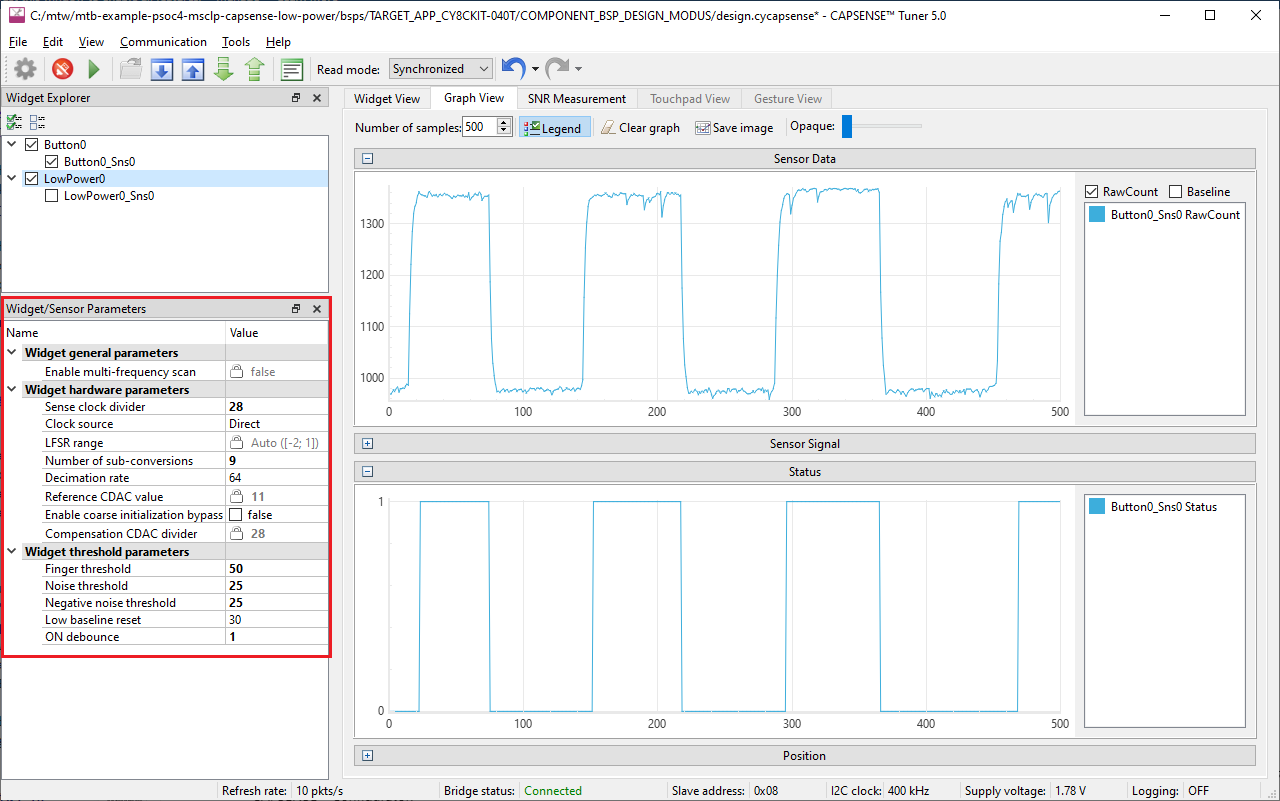 C:/mtw/mtb-example-psoc4-msclp-capsense-low-power/bsps/TARGET_APP_CY8CKIT-040T/COMPONENT_BSP_DESIGN_MODUS/design.cycapsense* - CAPSENSE™ Tuner 5.0
File Edit View Communication Tools Help
Read mode: Synchronized
Widget Explorer
Button0
Button0_Sns0
LowPower0
LowPower0_Sns0
Widget/Sensor Parameters
Name Value
Widget general parameters
Enable multi-frequency scan false
Widget hardware parameters
Sense clock divider 28
Clock source Direct
LFSR range Auto ([-2; 1])
Number of sub-conversions 9
Decimation rate 64
Reference CDAC value 11
Enable coarse initialization bypass false
Compensation CDAC divider 28
Widget threshold parameters
Finger threshold 50
Noise threshold 25
Negative noise threshold 25
Low baseline reset 30
ON debounce 1
Widget View Graph View SNR Measurement Touchpad View Gesture View
Number of samples: 500 Legend Clear graph Save image Opaque:
Sensor Data
1300
1200
1100
1000
0 100 200 300 400 500
RawCount Baseline
Button0_Sns0 RawCount
Sensor Signal
Status
1
0
0 100 200 300 400 500
Button0_Sns0 Status
Position
Refresh rate: 10 pkts/s Bridge status: Connected Slave address: 0x08 I2C clock: 400 kHz Supply voltage: 1.78 V Logging: OFF